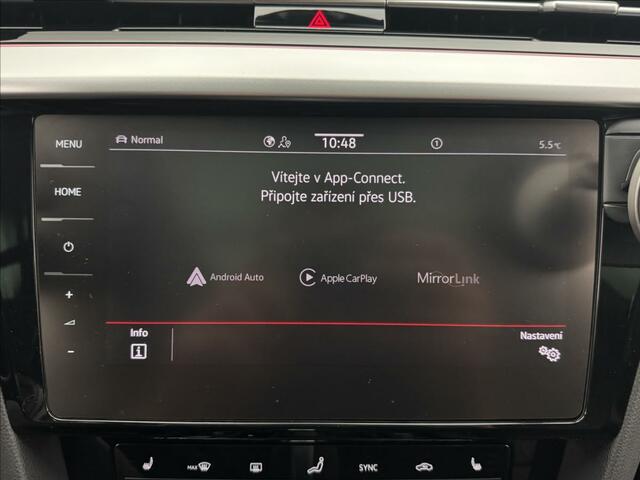 MENU
Normal
10:48
1
5.5°C
HOME
Vítejte v App-Connect.
Připojte zařízení přes USB.
Android Auto
Apple CarPlay
MirrorLink
+
-
Info
i
Nastavení
MAX
SYNC